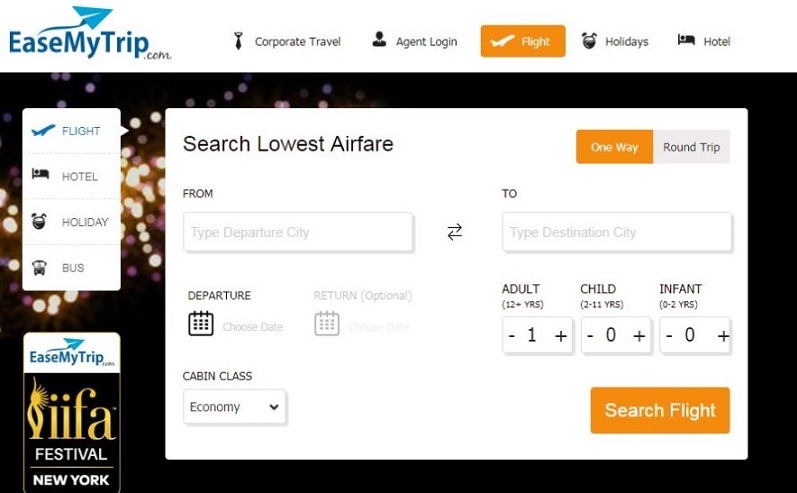 EaseMyTrip.com
Corporate Travel Agent Login Flight Holidays Hotel
FLIGHT
HOTEL
HOLIDAY
BUS
Search Lowest Airfare
One Way Round Trip
FROM
Type Departure City
TO
Type Destination City
DEPARTURE
Choose Date
RETURN (Optional)
Choose Date
ADULT
(12+ YRS)
- 1 +
CHILD
(2-11 YRS)
- 0 +
INFANT
(0-2 YRS)
- 0 +
CABIN CLASS
Economy
Search Flight
EaseMyTrip.com
iifa
FESTIVAL
NEW YORK